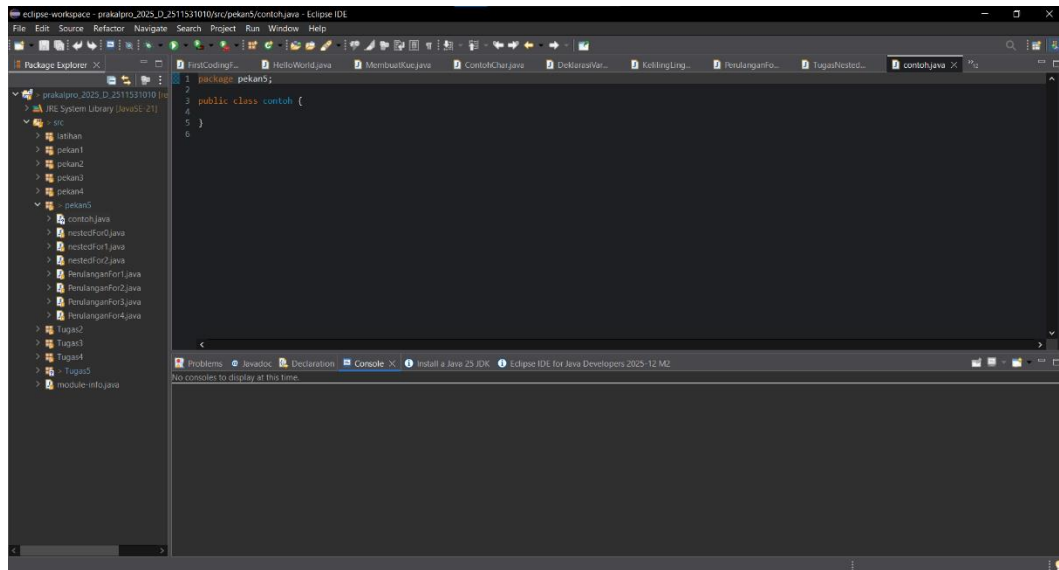 eclipse-workspace - prakalpro_2025_D_2511531010/src/pekan5/contoh.java - Eclipse IDE
File Edit Source Refactor Navigate Search Project Run Window Help
Package Explorer
FirstCodingF... HelloWorld.java MembuatKue.java ContohChar.java DeklarasiVar... KelilingLing... PerulanganFo... TugasNested... contoh.java »12
> prakalpro_2025_D_2511531010 [re
JRE System Library [JavaSE-21]
> src
latihan
pekan1
pekan2
pekan3
pekan4
> pekan5
contoh.java
nestedFor0.java
nestedFor1.java
nestedFor2.java
PerulanganFor1.java
PerulanganFor2.java
PerulanganFor3.java
PerulanganFor4.java
Tugas2
Tugas3
Tugas4
> Tugas5
module-info.java
1 package pekan5;
2
3 public class contoh {
4
5 }
6
Problems Javadoc Declaration Console Install a Java 25 JDK Eclipse IDE for Java Developers 2025-12 M2
No consoles to display at this time.